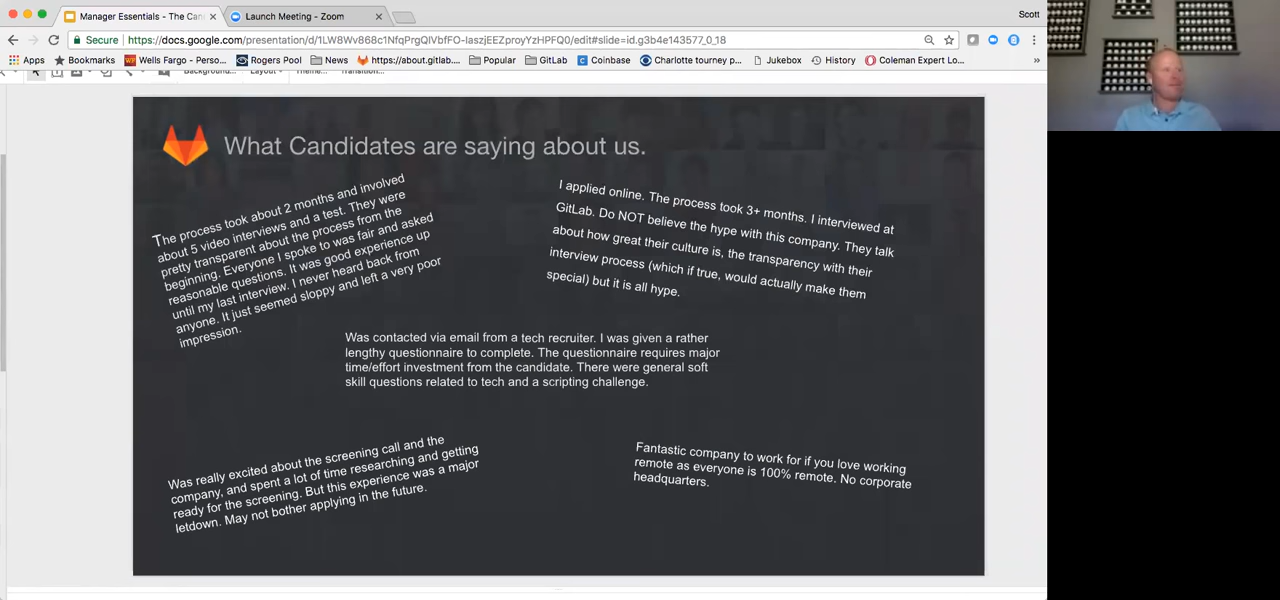 Manager Essentials - The Can
Launch Meeting - Zoom
Scott
Secure
https://docs.google.com/presentation/d/1LW8Wv868C1NfqPrgQIVbfFO-IaszjEEZproyYzHPFQ0/edit#slide=id.g3b4e143577_0_18
Apps
Bookmarks
Wells Fargo - Perso...
Rogers Pool
https://about.gitlab....
Popular
News
GitLab
Coinbase
Charlotte tourney p...
Jukebox
History
Coleman Expert Lo...
»
Background...
Layout
Theme...
Transition...
What Candidates are saying about us.
The process took about 2 months and involved
about 5 video interviews and a test. They were
pretty transparent about the process from the
beginning. Everyone I spoke to was fair and asked
reasonable questions. It was good experience up
until my last interview. I never heard back from
anyone. It just seemed sloppy and left a very poor
impression.
I applied online. The process took 3+ months. I interviewed at
GitLab. Do NOT believe the hype with this company. They talk
about how great their culture is, the transparency with their
interview process (which if true, would actually make them
special) but it is all hype.
Was contacted via email from a tech recruiter. I was given a rather
lengthy questionnaire to complete. The questionnaire requires major
time/effort investment from the candidate. There were general soft
skill questions related to tech and a scripting challenge.
Was really excited about the screening call and the
company, and spent a lot of time researching and getting
ready for the screening. But this experience was a major
letdown. May not bother applying in the future.
Fantastic company to work for if you love working
remote as everyone is 100% remote. No corporate
headquarters.